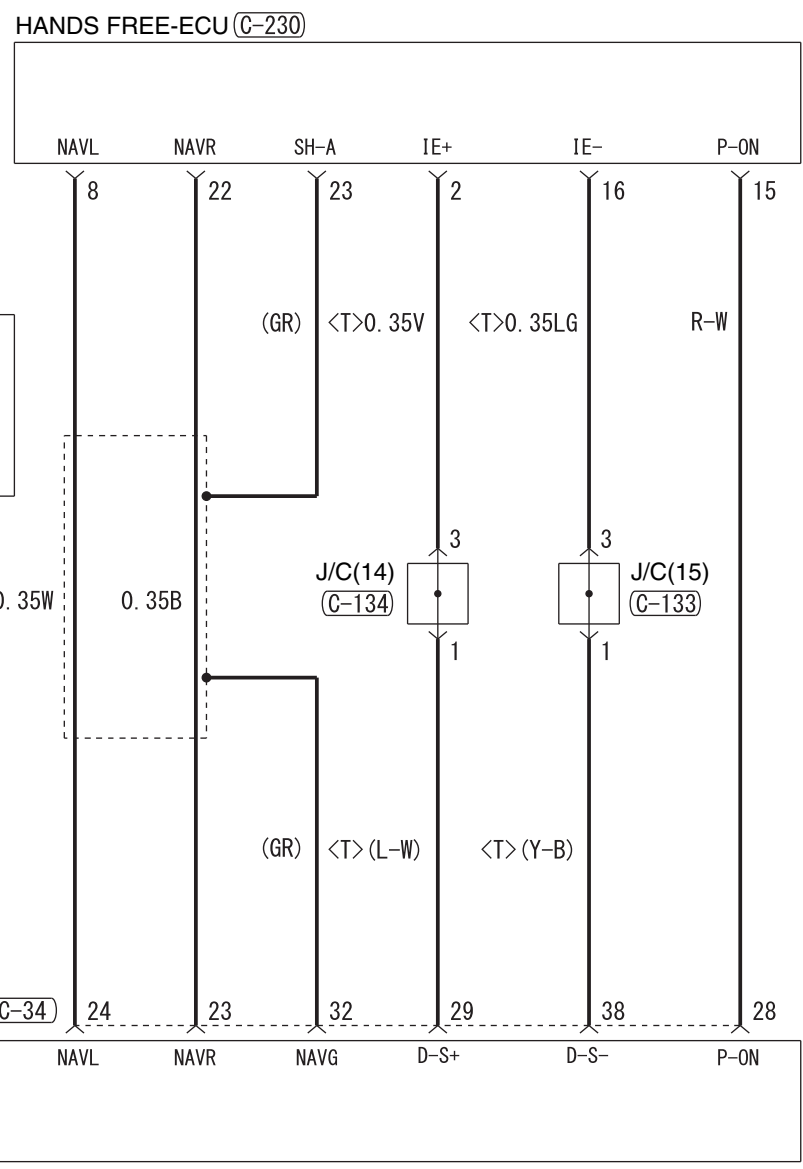 HANDS FREE-ECU (C-230)
NAVL NAVR SH-A IE+ IE- P-ON
8 22 23 2 16 15
(GR) <T>0.35V <T>0.35LG R-W
3 3
J/C(14) J/C(15)
0.35W 0.35B (C-134) (C-133)
1 1
(GR) <T>(L-W) <T>(Y-B)
C-34) 24 23 32 29 38 28
NAVL NAVR NAVG D-S+ D-S- P-ON